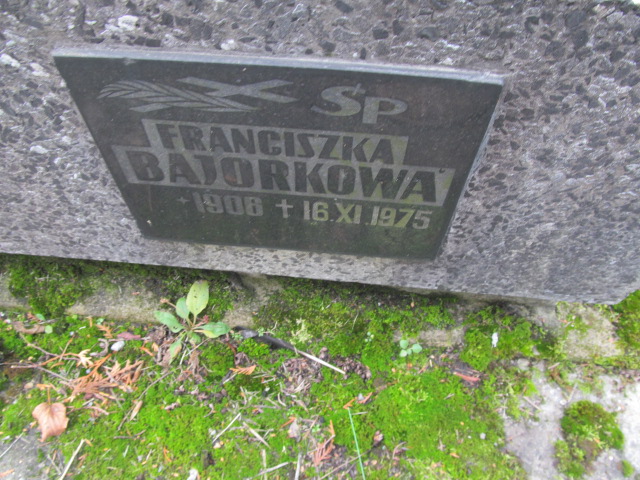 ŚP
FRANCISZKA
BAJORKOWA
* 1906 + 16.XI.1975